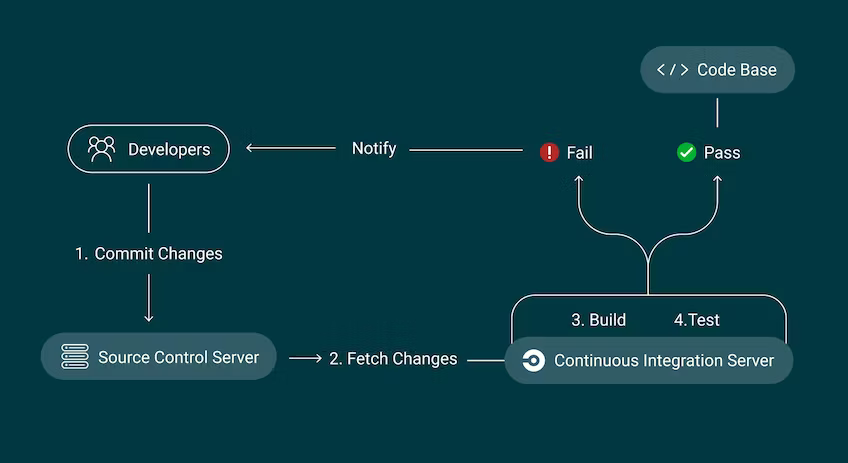 </> Code Base
Developers
Notify
Fail
Pass
1. Commit Changes
3. Build
4.Test
Source Control Server
2. Fetch Changes
Continuous Integration Server